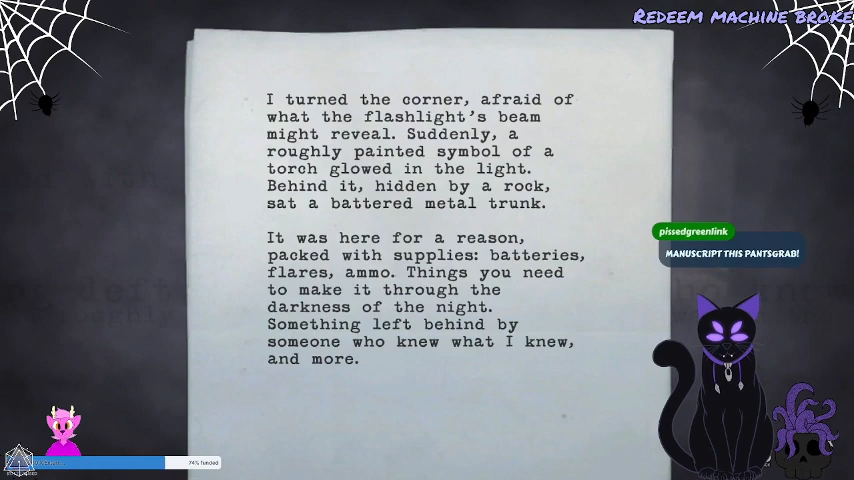 REDEEM MACHINE BROKE
I turned the corner, afraid of
what the flashlight's beam
might reveal. Suddenly, a
roughly painted symbol of a
torch glowed in the light.
Behind it, hidden by a rock,
sat a battered metal trunk.
It was here for a reason,
packed with supplies: batteries,
flares, ammo. Things you need
to make it through the
darkness of the night.
Something left behind by
someone who knew what I knew,
and more.
pissedgreenlink
MANUSCRIPT THIS PANTSGRAB!
74% funded